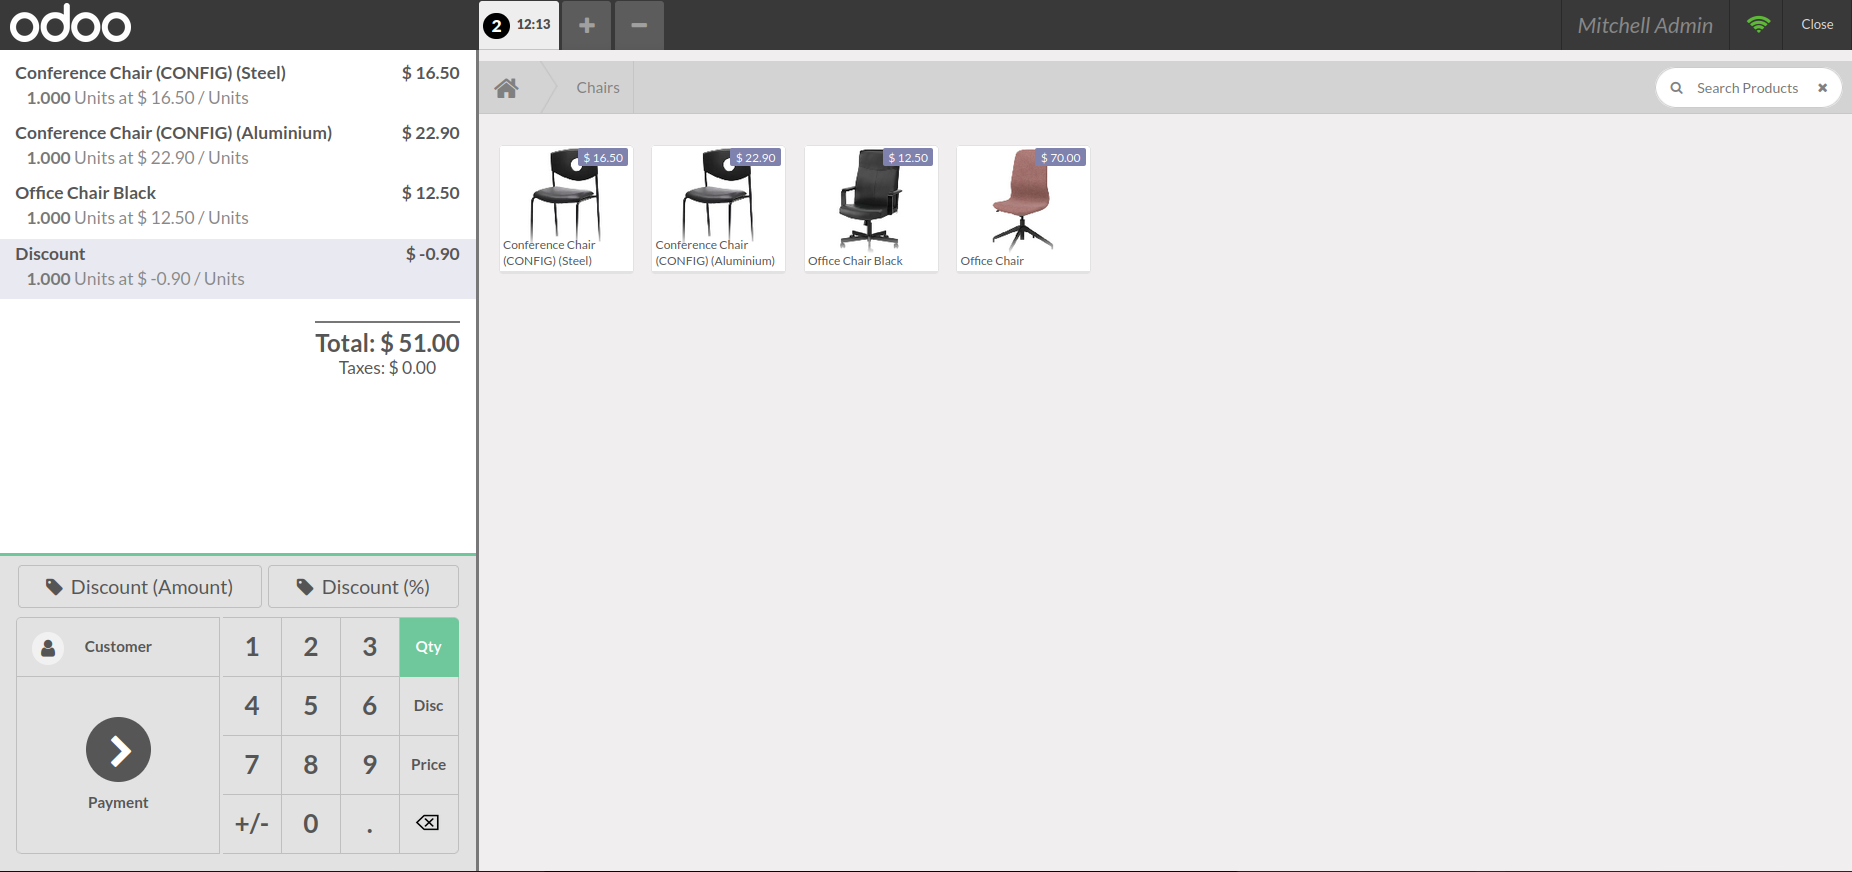 odoo
2 12:13 + −
Mitchell Admin
Close
Conference Chair (CONFIG) (Steel) $ 16.50
1.000 Units at $ 16.50 / Units
Conference Chair (CONFIG) (Aluminium) $ 22.90
1.000 Units at $ 22.90 / Units
Office Chair Black $ 12.50
1.000 Units at $ 12.50 / Units
Discount $ -0.90
1.000 Units at $ -0.90 / Units
Total: $ 51.00
Taxes: $ 0.00
Discount (Amount) Discount (%)
Customer
Payment
1 2 3 Qty
4 5 6 Disc
7 8 9 Price
+/- 0 .
Chairs
Search Products
$ 16.50
Conference Chair
(CONFIG) (Steel)
$ 22.90
Conference Chair
(CONFIG) (Aluminium)
$ 12.50
Office Chair Black
$ 70.00
Office Chair